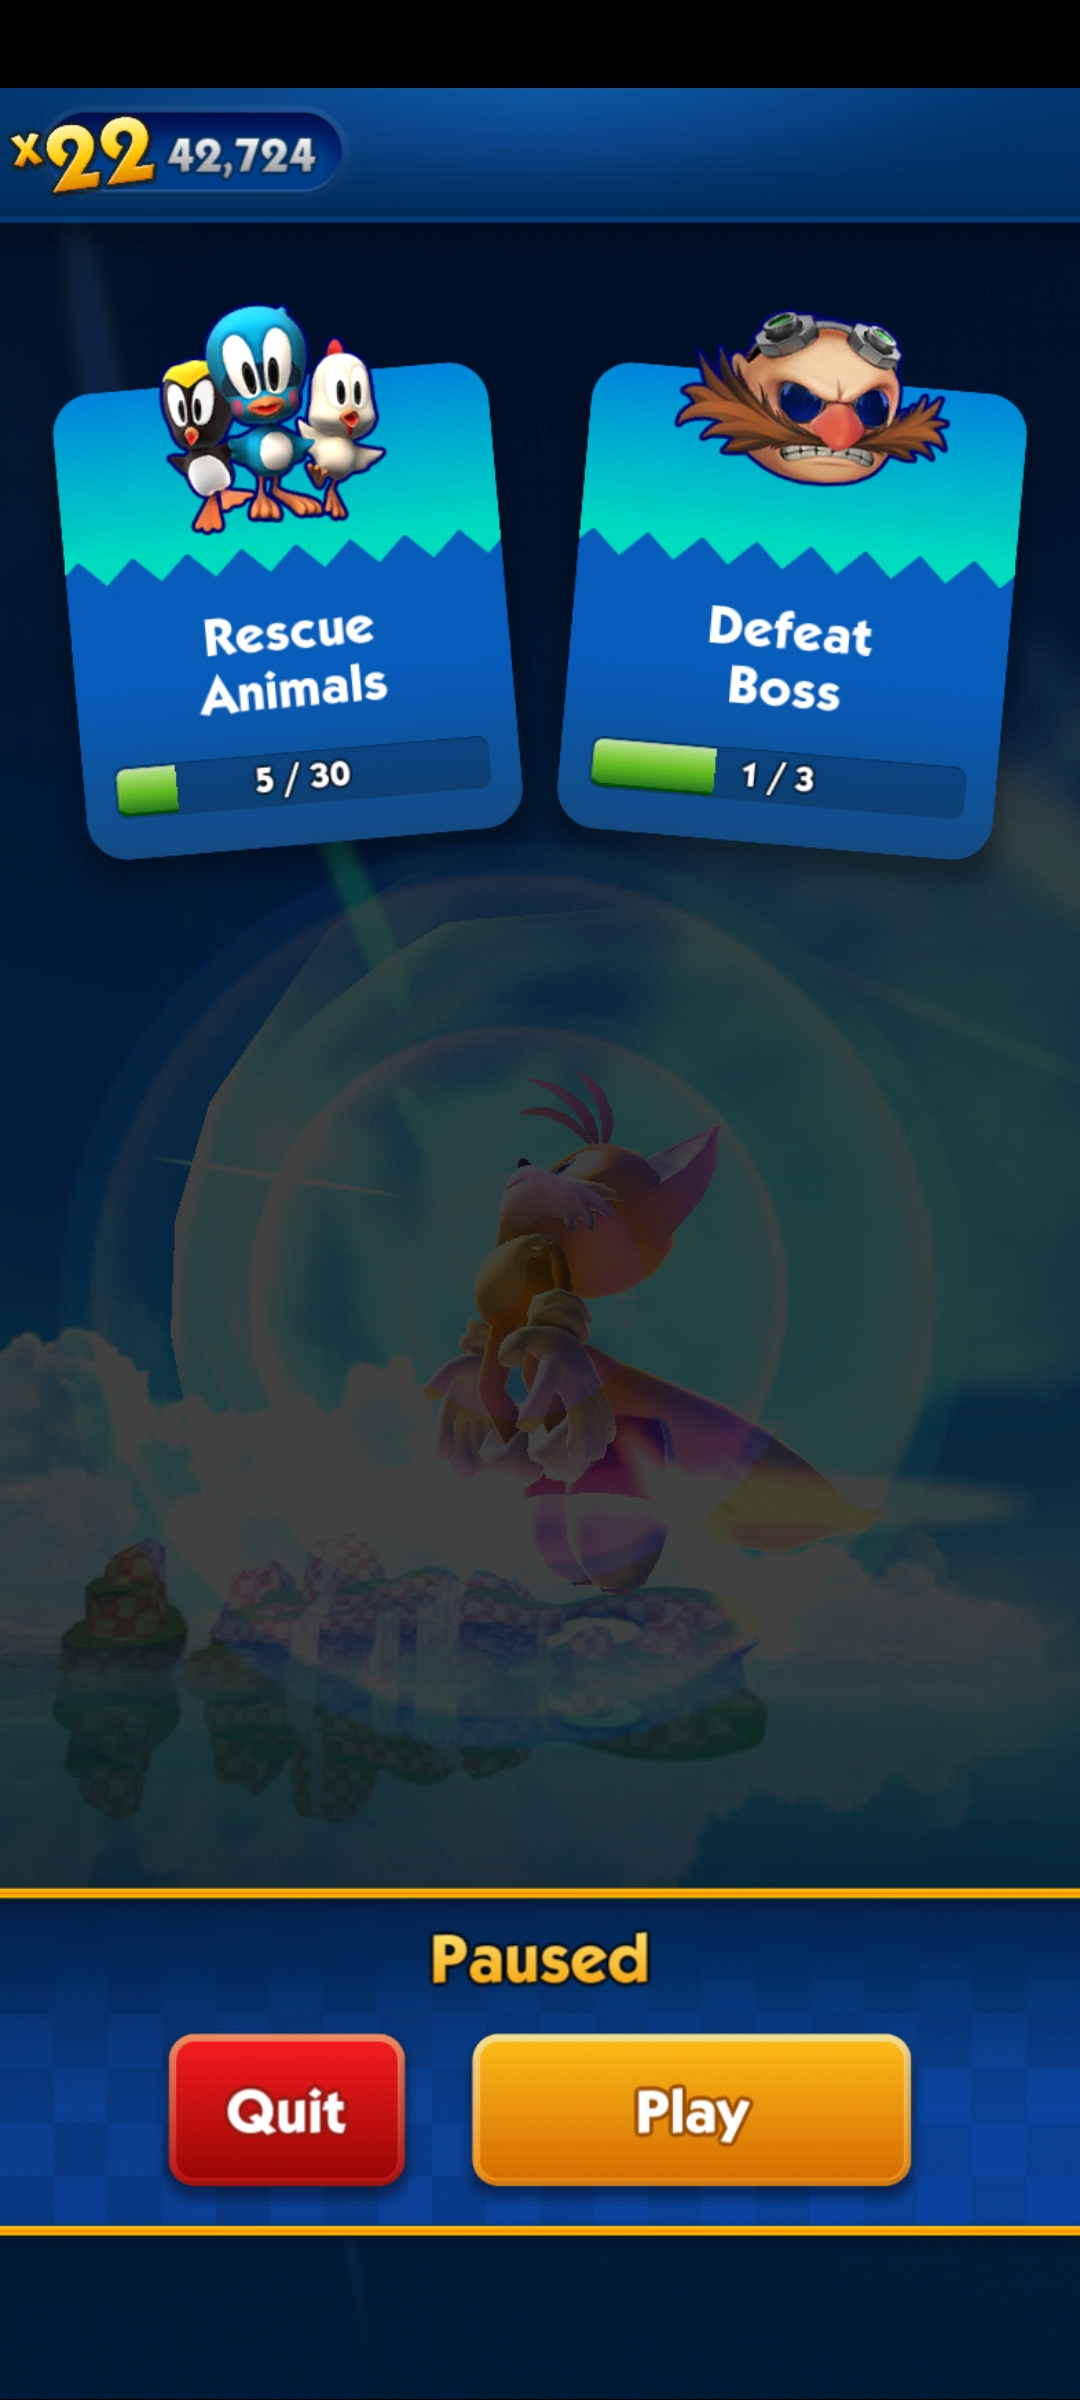 x22 42,724
Rescue
Animals
5 / 30
Defeat
Boss
1 / 3
Paused
Quit
Play